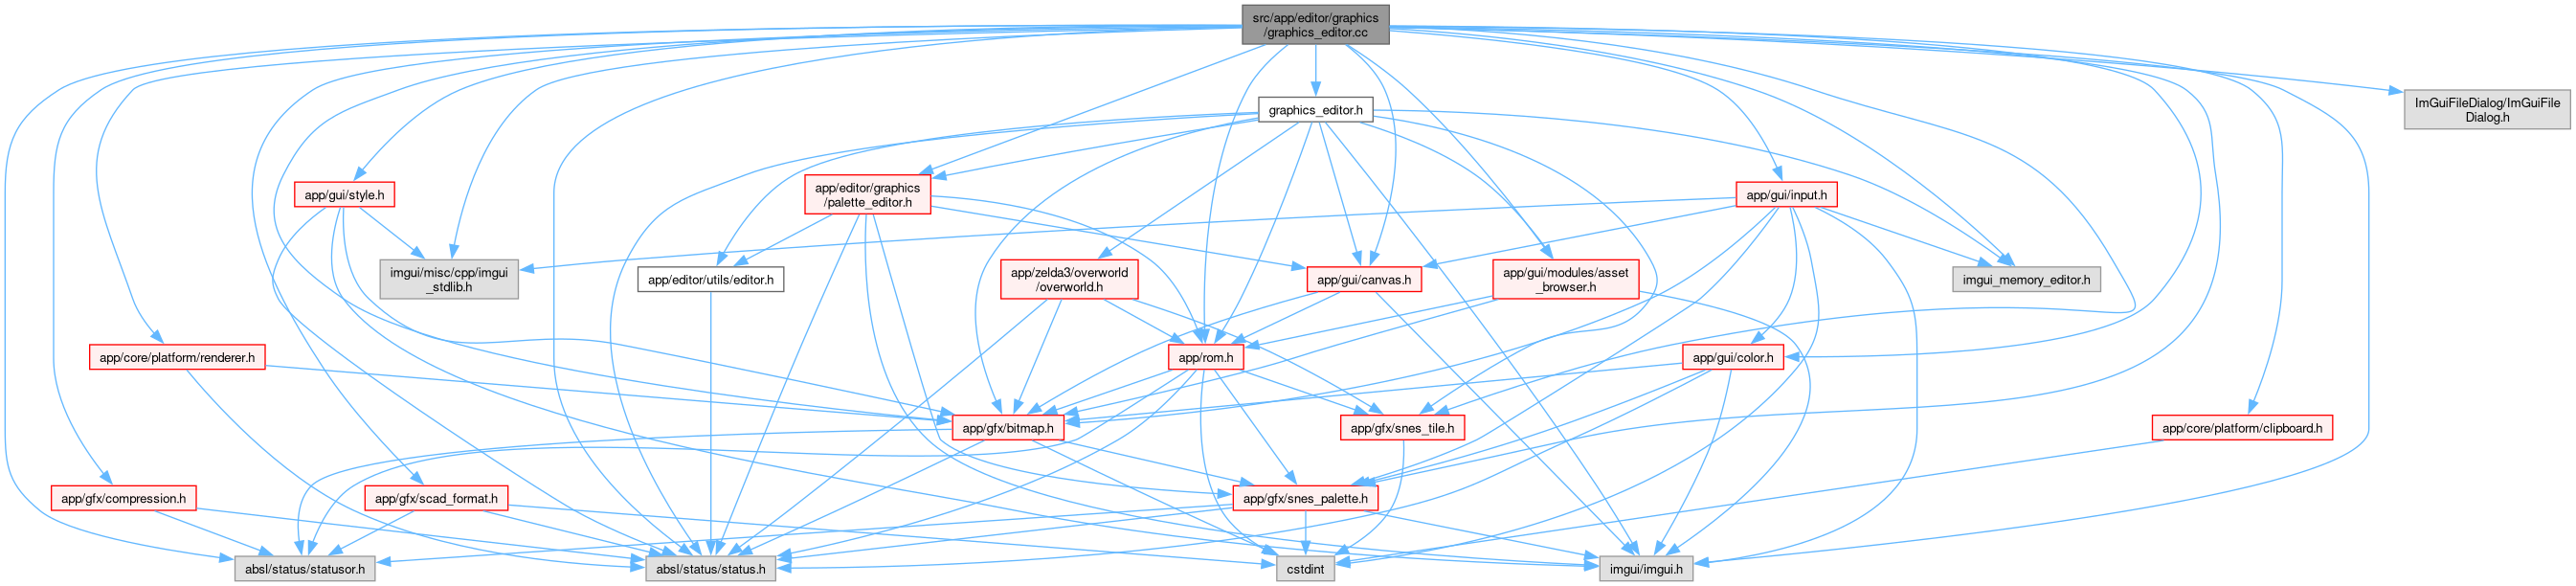 src/app/editor/graphics
/graphics_editor.cc
ImGuiFileDialog/ImGuiFile
Dialog.h
graphics_editor.h
app/gui/style.h
app/editor/graphics
/palette_editor.h
app/gui/input.h
imgui/misc/cpp/imgui
_stdlib.h
app/editor/utils/editor.h
app/zelda3/overworld
/overworld.h
app/gui/canvas.h
app/gui/modules/asset
_browser.h
imgui_memory_editor.h
app/core/platform/renderer.h
app/rom.h
app/gui/color.h
app/gfx/bitmap.h
app/gfx/snes_tile.h
app/core/platform/clipboard.h
app/gfx/compression.h
app/gfx/scad_format.h
app/gfx/snes_palette.h
absl/status/statusor.h
absl/status/status.h
cstdint
imgui/imgui.h